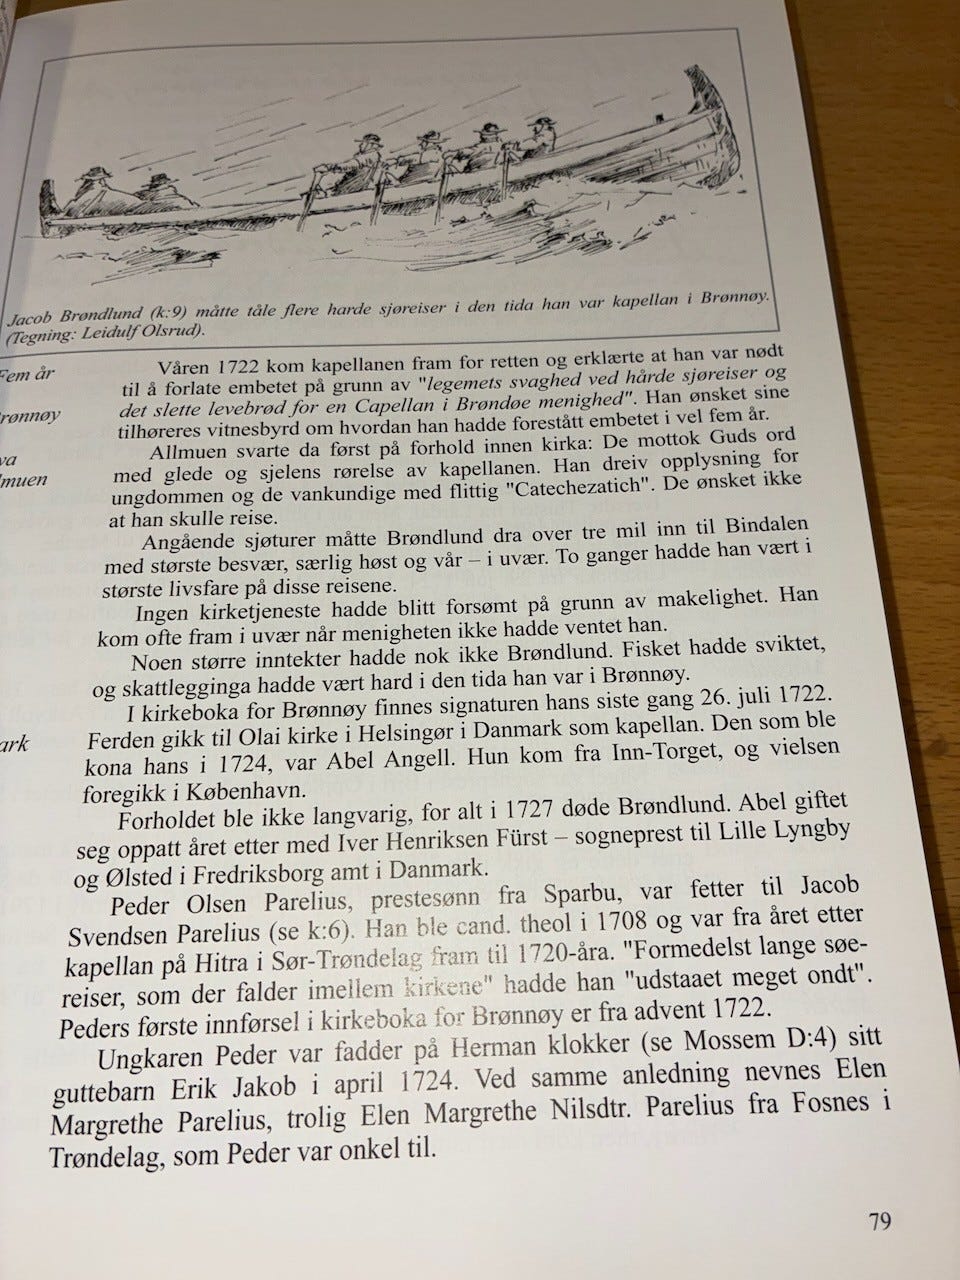 Jacob Brøndlund (k:9) måtte tåle flere harde sjøreiser i den tida han var kapellan i Brønnøy.
(Tegning: Leidulf Olsrud).
Fem år
rønnøy
va
lmuen
Våren 1722 kom kapellanen fram for retten og erklærte at han var nødt
til å forlate embetet på grunn av "legemets svaghed ved hårde sjøreiser og
det slette levebrød for en Capellan i Brøndøe menighed". Han ønsket sine
tilhøreres vitnesbyrd om hvordan han hadde forestått embetet i vel fem år.
Allmuen svarte da først på forhold innen kirka: De mottok Guds ord
med glede og sjelens rørelse av kapellanen. Han dreiv opplysning for
ungdommen og de vankundige med flittig "Catechezatich". De ønsket ikke
at han skulle reise.
Angående sjøturer måtte Brøndlund dra over tre mil inn til Bindalen
med største besvær, særlig høst og vår – i uvær. To ganger hadde han vært i
største livsfare på disse reisene.
Ingen kirketjeneste hadde blitt forsømt på grunn av makelighet. Han
kom ofte fram i uvær når menigheten ikke hadde ventet han.
Noen større inntekter hadde nok ikke Brøndlund. Fisket hadde sviktet,
og skattlegginga hadde vært hard i den tida han var i Brønnøy.
I kirkeboka for Brønnøy finnes signaturen hans siste gang 26. juli 1722.
ark
Ferden gikk til Olai kirke i Helsingør i Danmark som kapellan. Den som ble
kona hans i 1724, var Abel Angell. Hun kom fra Inn-Torget, og vielsen
foregikk i København.
Forholdet ble ikke langvarig, for alt i 1727 døde Brøndlund. Abel giftet
seg oppatt året etter med Iver Henriksen Fürst – sogneprest til Lille Lyngby
og Ølsted i Fredriksborg amt i Danmark.
Peder Olsen Parelius, prestesønn fra Sparbu, var fetter til Jacob
Svendsen Parelius (se k:6). Han ble cand. theol i 1708 og var fra året etter
kapellan på Hitra i Sør-Trøndelag fram til 1720-åra. "Formedelst lange søe-
reiser, som der falder imellem kirkene" hadde han "udstaaet meget ondt".
Peders første innførsel i kirkeboka for Brønnøy er fra advent 1722.
Ungkaren Peder var fadder på Herman klokker (se Mossem D:4) sitt
guttebarn Erik Jakob i april 1724. Ved samme anledning nevnes Elen
Margrethe Parelius, trolig Elen Margrethe Nilsdtr. Parelius fra Fosnes i
Trøndelag, som Peder var onkel til.
79